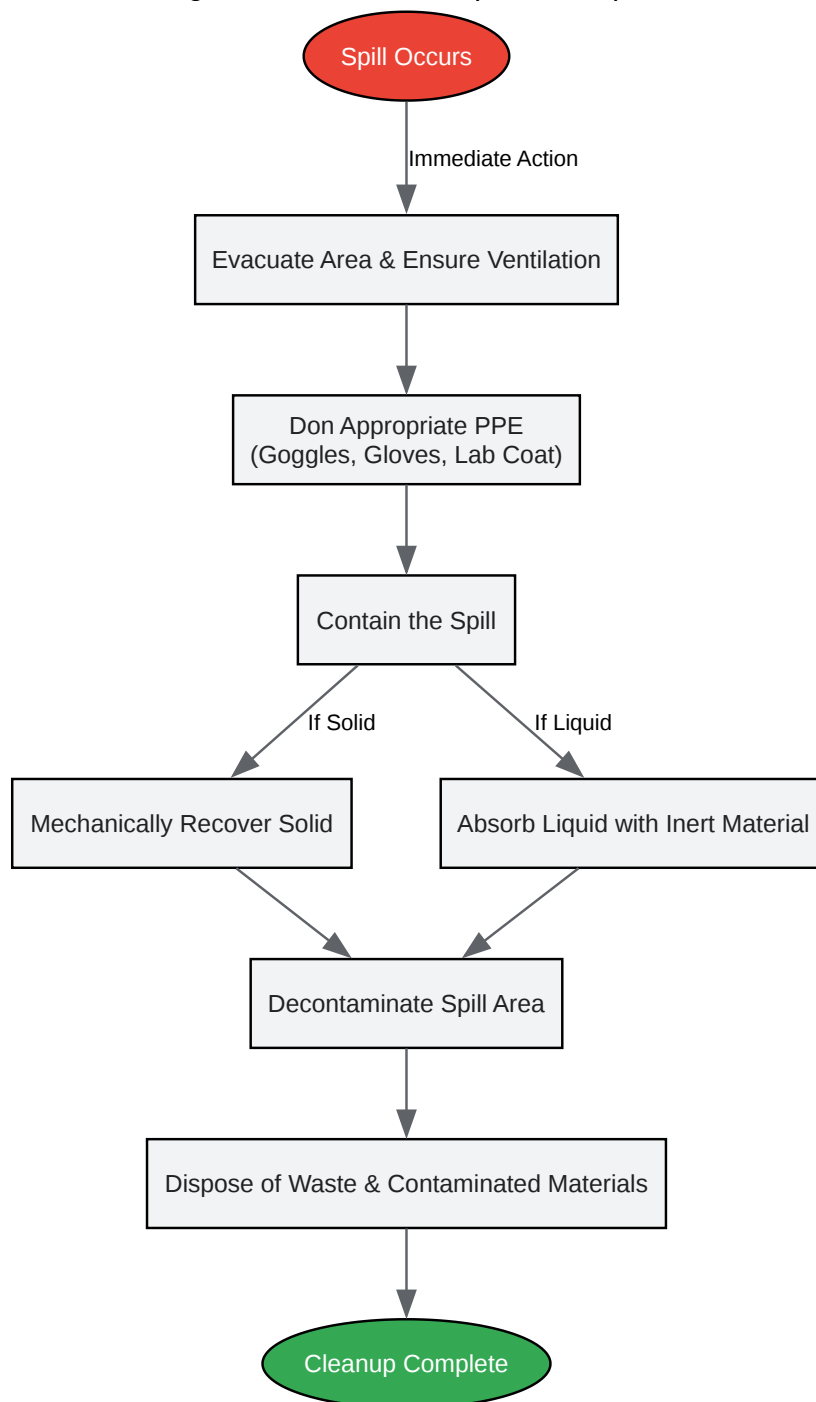 Spill Occurs
Immediate Action
Evacuate Area & Ensure Ventilation
Don Appropriate PPE
(Goggles, Gloves, Lab Coat)
Contain the Spill
If Solid
If Liquid
Mechanically Recover Solid
Absorb Liquid with Inert Material
Decontaminate Spill Area
Dispose of Waste & Contaminated Materials
Cleanup Complete